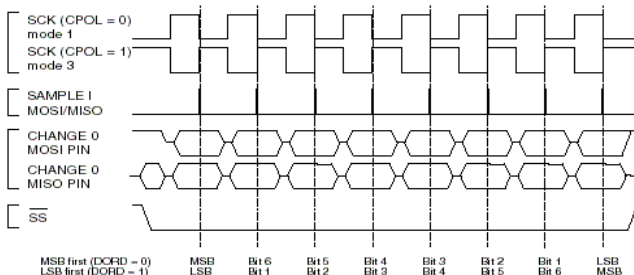 SCK (CPOL = 0)
mode 1
SCK (CPOL = 1)
mode 3
SAMPLE I
MOSI/MISO
CHANGE 0
MOSI PIN
CHANGE 0
MISO PIN
SS
MSB first (DORD = 0) MSB Bit 6 Bit 5 Bit 4 Bit 3 Bit 2 Bit 1 LSB
LSB first (DORD = 1) LSB Bit 1 Bit 2 Bit 3 Bit 4 Bit 5 Bit 6 MSB